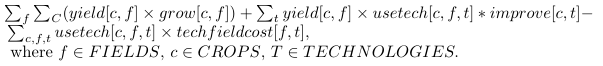 ∑_f ∑_C(yield[c, f] × grow[c, f]) + ∑_t yield[c, f] × usetech[c, f, t] ∗ improve[c, t]−
∑_{c,f,t} usetech[c, f, t] × techfieldcost[f, t],
where f ∈ FIELDS, c ∈ CROPS, T ∈ TECHNOLOGIES.